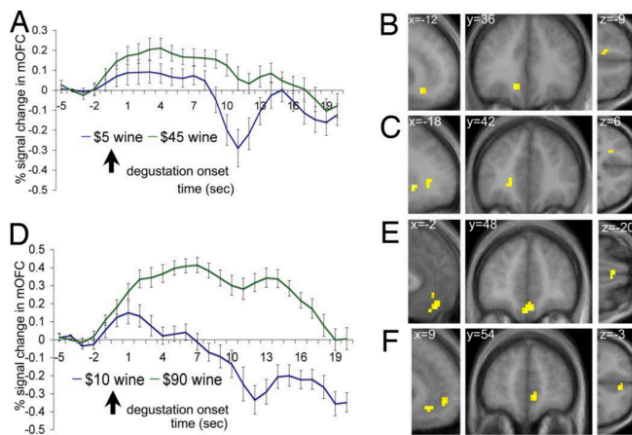 A
% signal change in mOFC
0.3
0.2
0.1
0
-0.1
-0.2
-0.3
-0.4
-0.5
-5 -2 1 4 7 10 13 16 19
$5 wine $45 wine
degustation onset
time (sec)
B
x=-12 y=36 z=-9
C
x=-18 y=42 z=6
D
% signal change in mOFC
0.5
0.4
0.3
0.2
0.1
0
-0.1
-0.2
-0.3
-0.4
-0.5
-5 -2 1 4 7 10 13 16 19
$10 wine $90 wine
degustation onset
time (sec)
E
x=-2 y=48 z=-20
F
x=9 y=54 z=-3